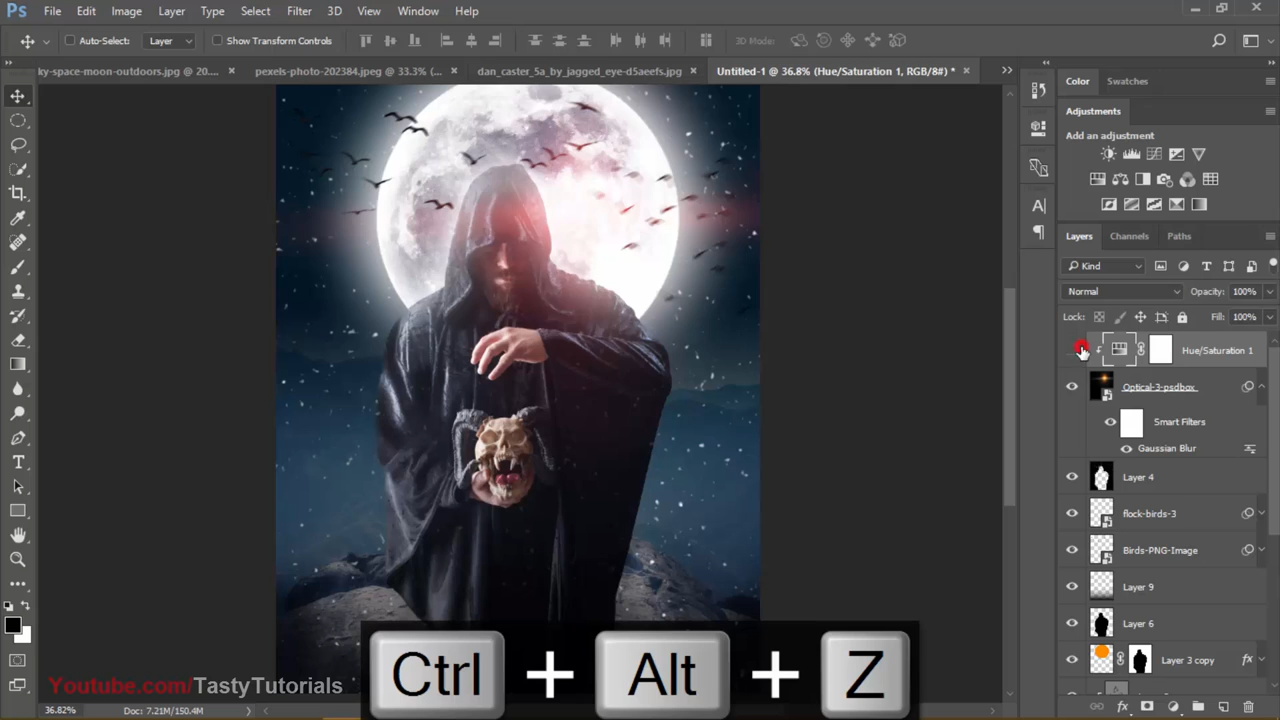 Ps File Edit Image Layer Type Select Filter 3D View Window Help
Auto-Select: Layer Show Transform Controls 3D Mode:
ky-space-moon-outdoors.jpg @ 20.... × pexels-photo-202384.jpeg @ 33.3% (... × dan_caster_5a_by_jagged_eye-d5aeefs.jpg × Untitled-1 @ 36.8% (Hue/Saturation 1, RGB/8#) * ×
Color Swatches
Adjustments
Add an adjustment
Layers Channels Paths
Kind
Normal Opacity: 100%
Lock: Fill: 100%
Hue/Saturation 1
Optical-3-psdbox
Smart Filters
Gaussian Blur
Layer 4
flock-birds-3
Birds-PNG-Image
Layer 9
Layer 6
Layer 3 copy fx
Ctrl + Alt + Z
Youtube.com/TastyTutorials
36.82% Doc: 7.21M/150.4M